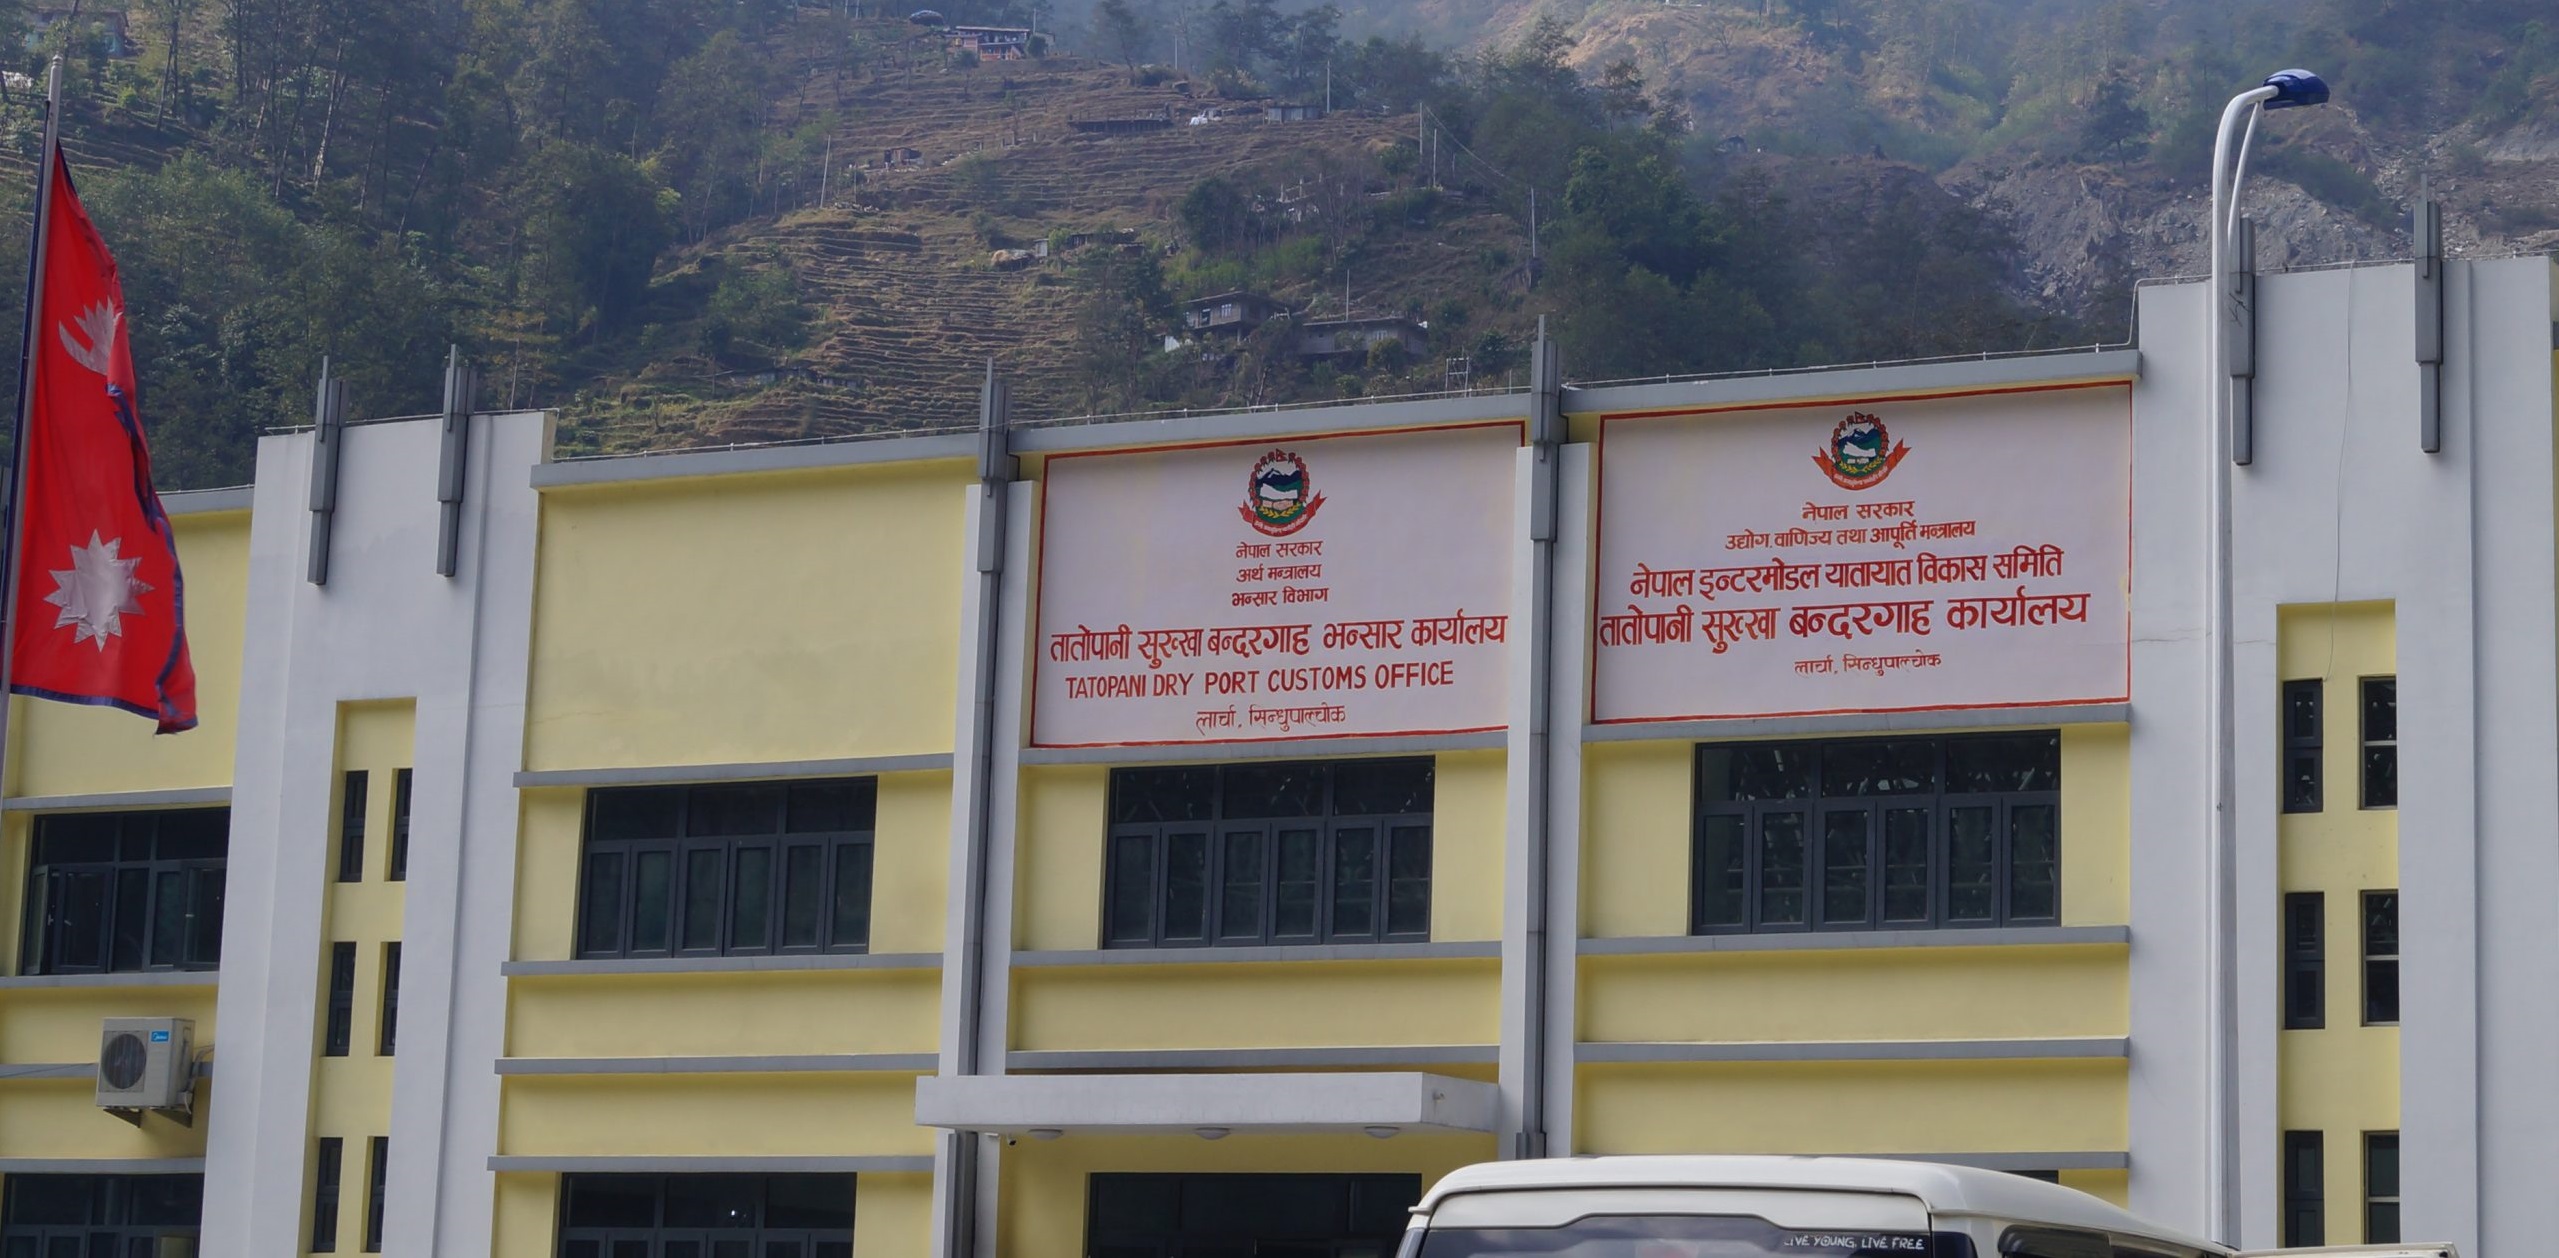 नेपाल सरकार
अर्थ मन्त्रालय
भन्सार विभाग
तातोपानी सुख्खा बन्दरगाह भन्सार कार्यालय
TATOPANI DRY PORT CUSTOMS OFFICE
लार्चा, सिन्धुपाल्चोक
नेपाल सरकार
उद्योग, वाणिज्य तथा आपूर्ति मन्त्रालय
नेपाल इन्टरमोडल यातायात विकास समिति
तातोपानी सुख्खा बन्दरगाह कार्यालय
लार्चा, सिन्धुपाल्चोक
Midea
LIVE YOUNG, LIVE FREE